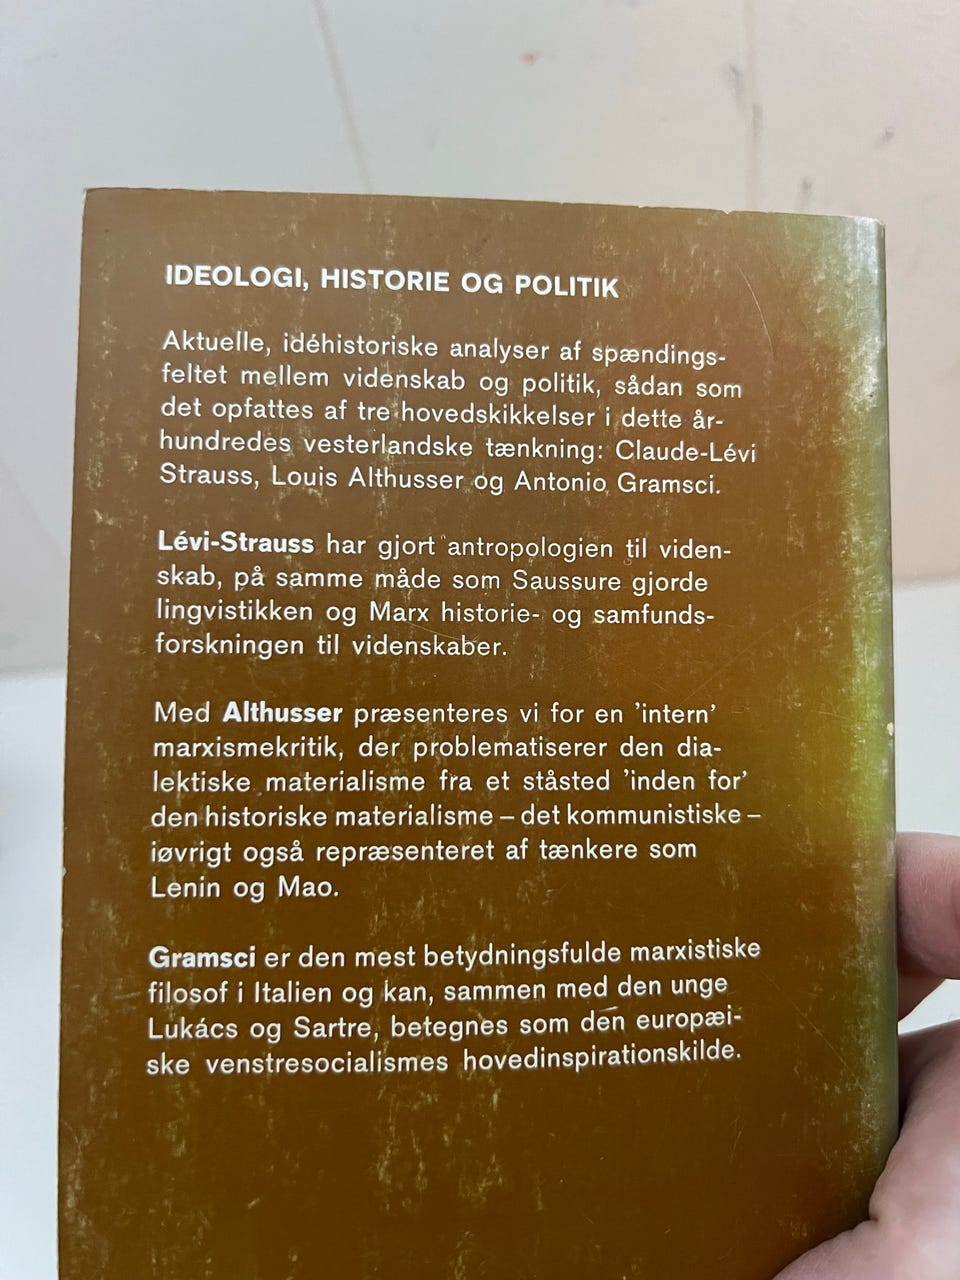 IDEOLOGI, HISTORIE OG POLITIK
Aktuelle, idéhistoriske analyser af spændings-
feltet mellem videnskab og politik, sådan som
det opfattes af tre hovedskikkelser i dette år-
hundredes vesterlandske tænkning: Claude-Lévi
Strauss, Louis Althusser og Antonio Gramsci.
Lévi-Strauss har gjort antropologien til viden-
skab, på samme måde som Saussure gjorde
lingvistikken og Marx historie- og samfunds-
forskningen til videnskaber.
Med Althusser præsenteres vi for en 'intern'
marxismekritik, der problematiserer den dia-
lektiske materialisme fra et ståsted 'inden for'
den historiske materialisme – det kommunistiske –
iøvrigt også repræsenteret af tænkere som
Lenin og Mao.
Gramsci er den mest betydningsfulde marxistiske
filosof i Italien og kan, sammen med den unge
Lukács og Sartre, betegnes som den europæi-
ske venstresocialismes hovedinspirationskilde.